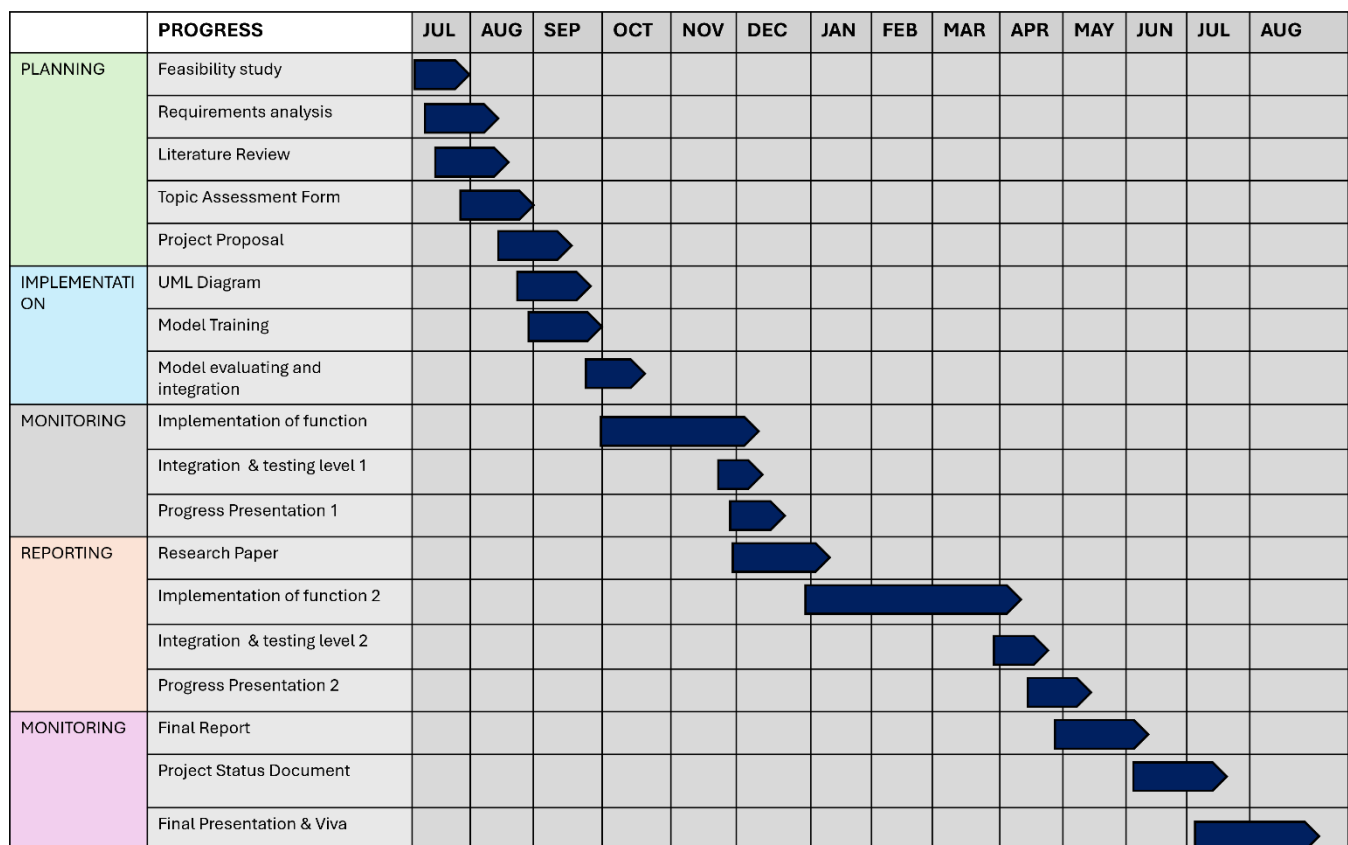 PROGRESS JUL AUG SEP OCT NOV DEC JAN FEB MAR APR MAY JUN JUL AUG
PLANNING Feasibility study
Requirements analysis
Literature Review
Topic Assessment Form
Project Proposal
IMPLEMENTATI UML Diagram
ON
Model Training
Model evaluating and
integration
MONITORING Implementation of function
Integration & testing level 1
Progress Presentation 1
REPORTING Research Paper
Implementation of function 2
Integration & testing level 2
Progress Presentation 2
MONITORING Final Report
Project Status Document
Final Presentation & Viva